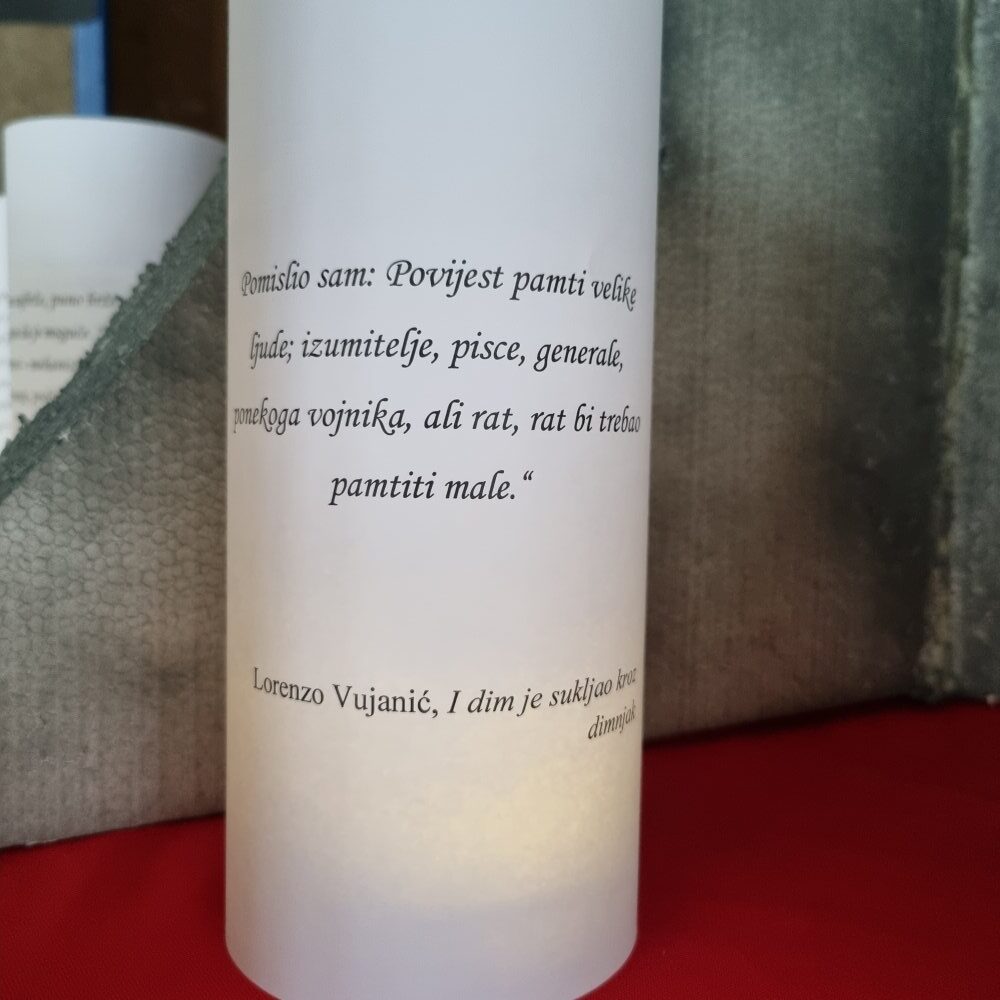 Pomislio sam: Povijest pamti velike
ljude; izumitelje, pisce, generale,
ponekoga vojnika, ali rat, rat bi trebao
pamtiti male.“
Lorenzo Vujanić, I dim je sukljao kroz
dimnjak